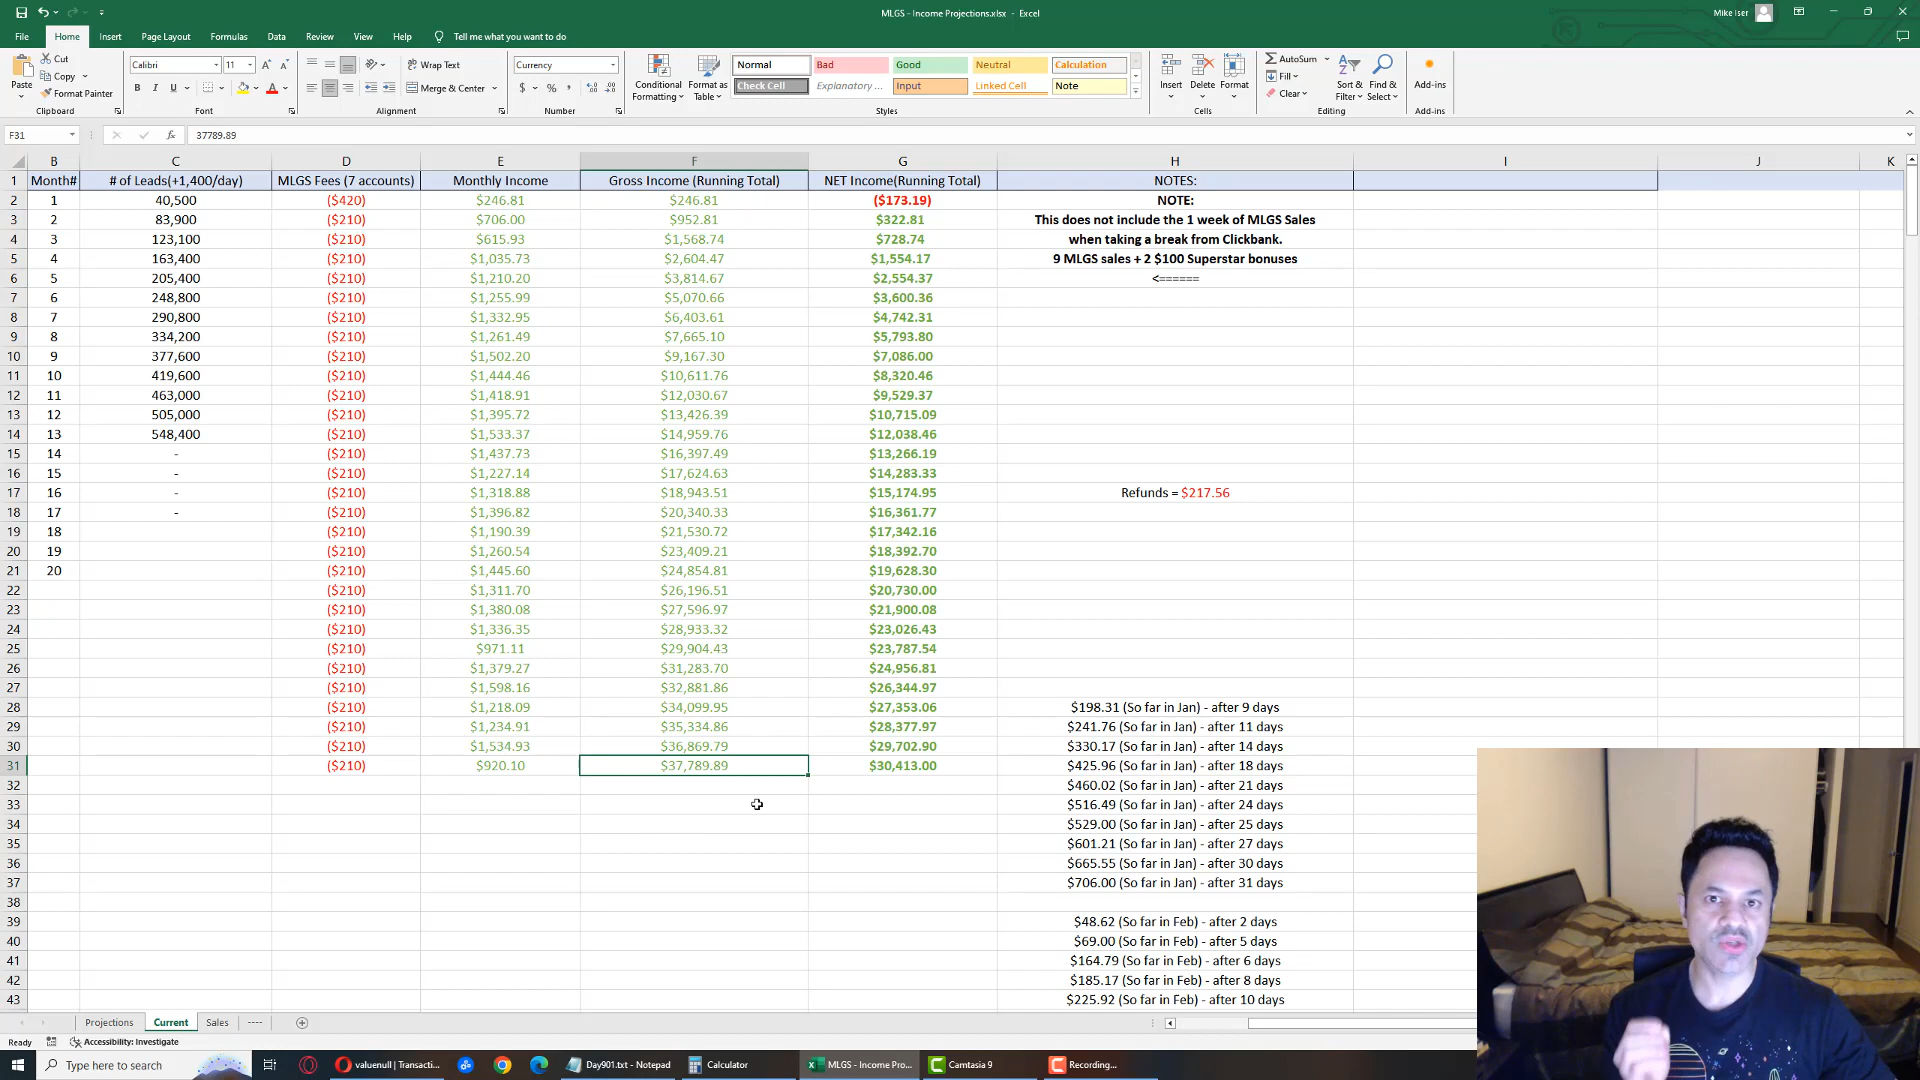 MLGS - Income Projections.xlsx - Excel
Mike Iser
File Home Insert Page Layout Formulas Data Review View Help Tell me what you want to do
Paste Cut Copy Format Painter
Calibri 11
B I U
Wrap Text
Merge & Center
Currency
$ % ,
Conditional Formatting Format as Table
Normal Bad Good Neutral Calculation
Check Cell Explanatory ... Input Linked Cell Note
Insert Delete Format
AutoSum Fill Clear
Sort & Filter Find & Select
Add-ins
Clipboard Font Alignment Number Styles Cells Editing Add-ins
F31 fx 37789.89
B C D E F G H I J K
1 Month# # of Leads(+1,400/day) MLGS Fees (7 accounts) Monthly Income Gross Income (Running Total) NET Income(Running Total) NOTES:
2 1 40,500 ($420) $246.81 $246.81 ($173.19) NOTE:
3 2 83,900 ($210) $706.00 $952.81 $322.81 This does not include the 1 week of MLGS Sales
4 3 123,100 ($210) $615.93 $1,568.74 $728.74 when taking a break from Clickbank.
5 4 163,400 ($210) $1,035.73 $2,604.47 $1,554.17 9 MLGS sales + 2 $100 Superstar bonuses
6 5 205,400 ($210) $1,210.20 $3,814.67 $2,554.37 <======
7 6 248,800 ($210) $1,255.99 $5,070.66 $3,600.36
8 7 290,800 ($210) $1,332.95 $6,403.61 $4,742.31
9 8 334,200 ($210) $1,261.49 $7,665.10 $5,793.80
10 9 377,600 ($210) $1,502.20 $9,167.30 $7,086.00
11 10 419,600 ($210) $1,444.46 $10,611.76 $8,320.46
12 11 463,000 ($210) $1,418.91 $12,030.67 $9,529.37
13 12 505,000 ($210) $1,395.72 $13,426.39 $10,715.09
14 13 548,400 ($210) $1,533.37 $14,959.76 $12,038.46
15 14 - ($210) $1,437.73 $16,397.49 $13,266.19
16 15 - ($210) $1,227.14 $17,624.63 $14,283.33
17 16 - ($210) $1,318.88 $18,943.51 $15,174.95 Refunds = $217.56
18 17 - ($210) $1,396.82 $20,340.33 $16,361.77
19 18 ($210) $1,190.39 $21,530.72 $17,342.16
20 19 ($210) $1,260.54 $23,409.21 $18,392.70
21 20 ($210) $1,445.60 $24,854.81 $19,628.30
22 ($210) $1,311.70 $26,196.51 $20,730.00
23 ($210) $1,380.08 $27,596.97 $21,900.08
24 ($210) $1,336.35 $28,933.32 $23,026.43
25 ($210) $971.11 $29,904.43 $23,787.54
26 ($210) $1,379.27 $31,283.70 $24,956.81
27 ($210) $1,598.16 $32,881.86 $26,344.97
28 ($210) $1,218.09 $34,099.95 $27,353.06 $198.31 (So far in Jan) - after 9 days
29 ($210) $1,234.91 $35,334.86 $28,377.97 $241.76 (So far in Jan) - after 11 days
30 ($210) $1,534.93 $36,869.79 $29,702.90 $330.17 (So far in Jan) - after 14 days
31 ($210) $920.10 $37,789.89 $30,413.00 $425.96 (So far in Jan) - after 18 days
32 $460.02 (So far in Jan) - after 21 days
33 $516.49 (So far in Jan) - after 24 days
34 $529.00 (So far in Jan) - after 25 days
35 $601.21 (So far in Jan) - after 27 days
36 $665.55 (So far in Jan) - after 30 days
37 $706.00 (So far in Jan) - after 31 days
38
39 $48.62 (So far in Feb) - after 2 days
40 $69.00 (So far in Feb) - after 5 days
41 $164.79 (So far in Feb) - after 6 days
42 $185.17 (So far in Feb) - after 8 days
43 $225.92 (So far in Feb) - after 10 days
Projections Current Sales ----
Ready Accessibility: Investigate
Type here to search valuenull | Transacti... Day901.txt - Notepad Calculator MLGS - Income Pro... Camtasia 9 Recording...